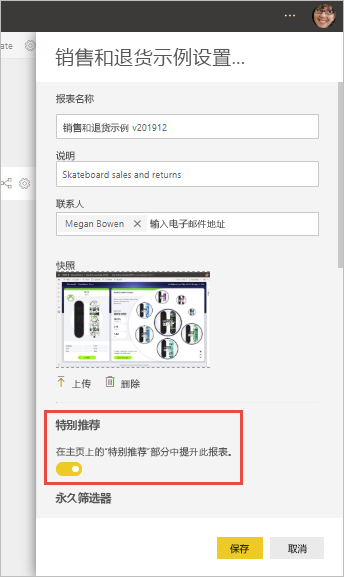 ate
销售和退货示例设置...
报表名称
销售和退货示例 v201912
说明
Skateboard sales and returns
联系人
Megan Bowen 输入电子邮件地址
快照
上传 删除
特别推荐
在主页上的"特别推荐"部分中提升此报表。
永久筛选器
保存 取消